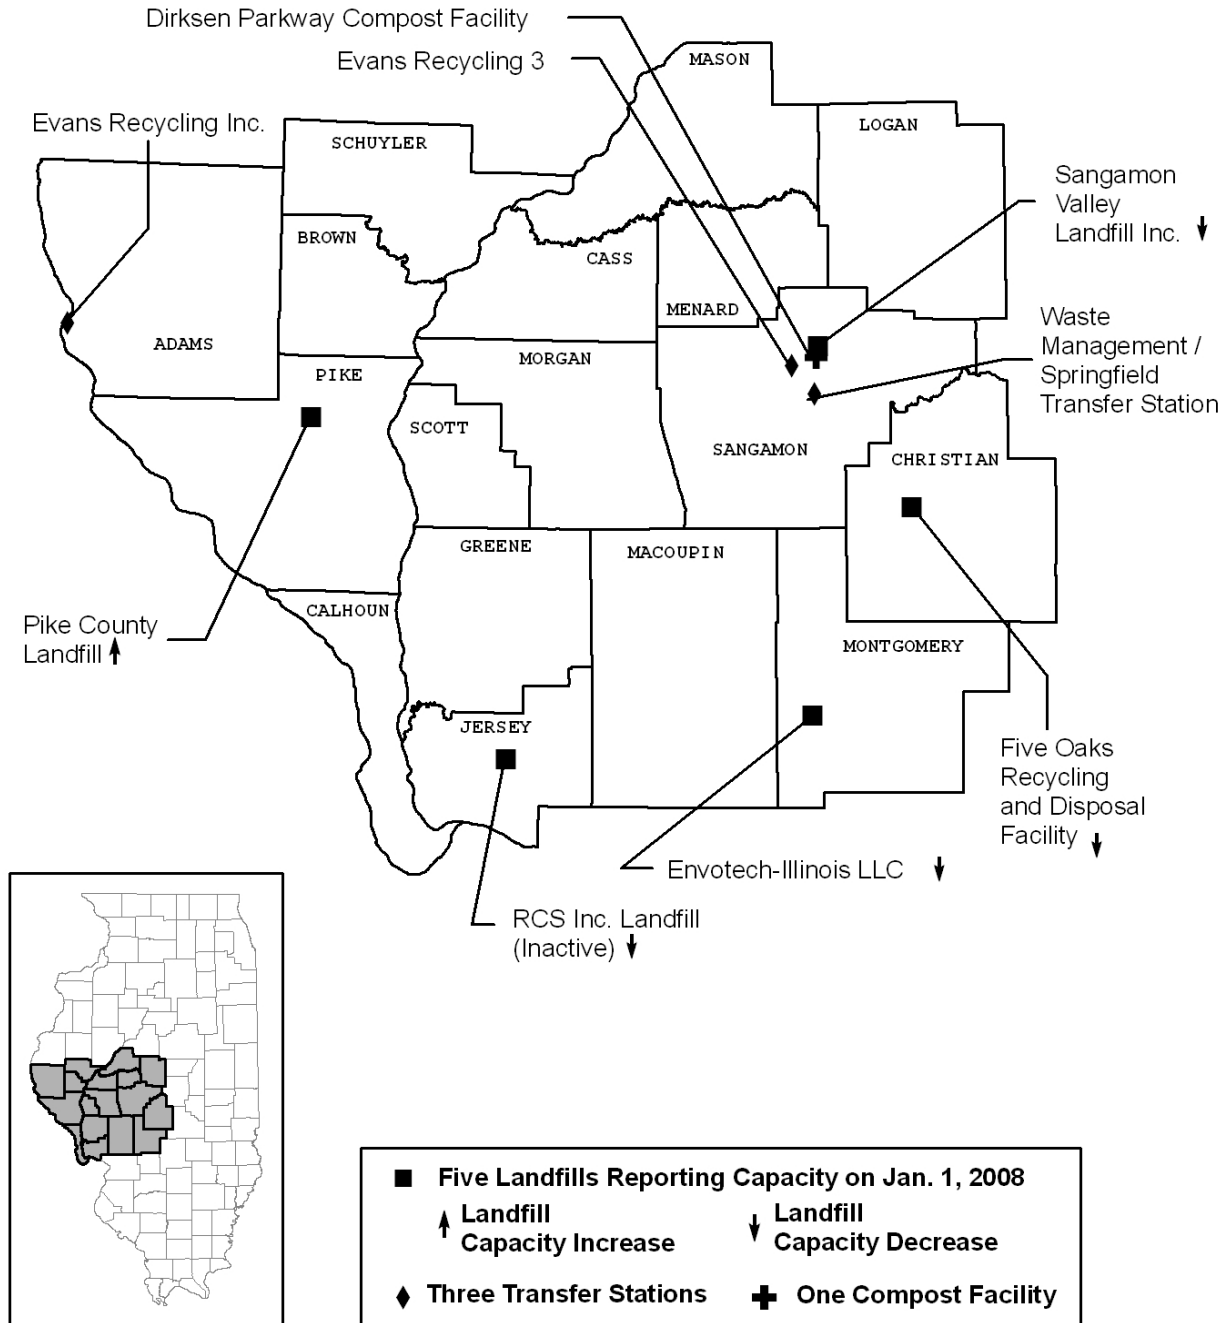 Dirksen Parkway Compost Facility
Evans Recycling 3
MASON
Evans Recycling Inc.
LOGAN
SCHUYLER
Sangamon
Valley
Landfill Inc.
BROWN
CASS
MENARD
Waste
Management /
Springfield
Transfer Station
ADAMS
MORGAN
PIKE
SCOTT
SANGAMON
CHRISTIAN
GREENE
MACOUPIN
CALHOUN
Pike County
Landfill
MONTGOMERY
JERSEY
Five Oaks
Recycling
and Disposal
Facility
Envotech-Illinois LLC
RCS Inc. Landfill
(Inactive)
Five Landfills Reporting Capacity on Jan. 1, 2008
Landfill
Capacity Increase
Landfill
Capacity Decrease
Three Transfer Stations
One Compost Facility